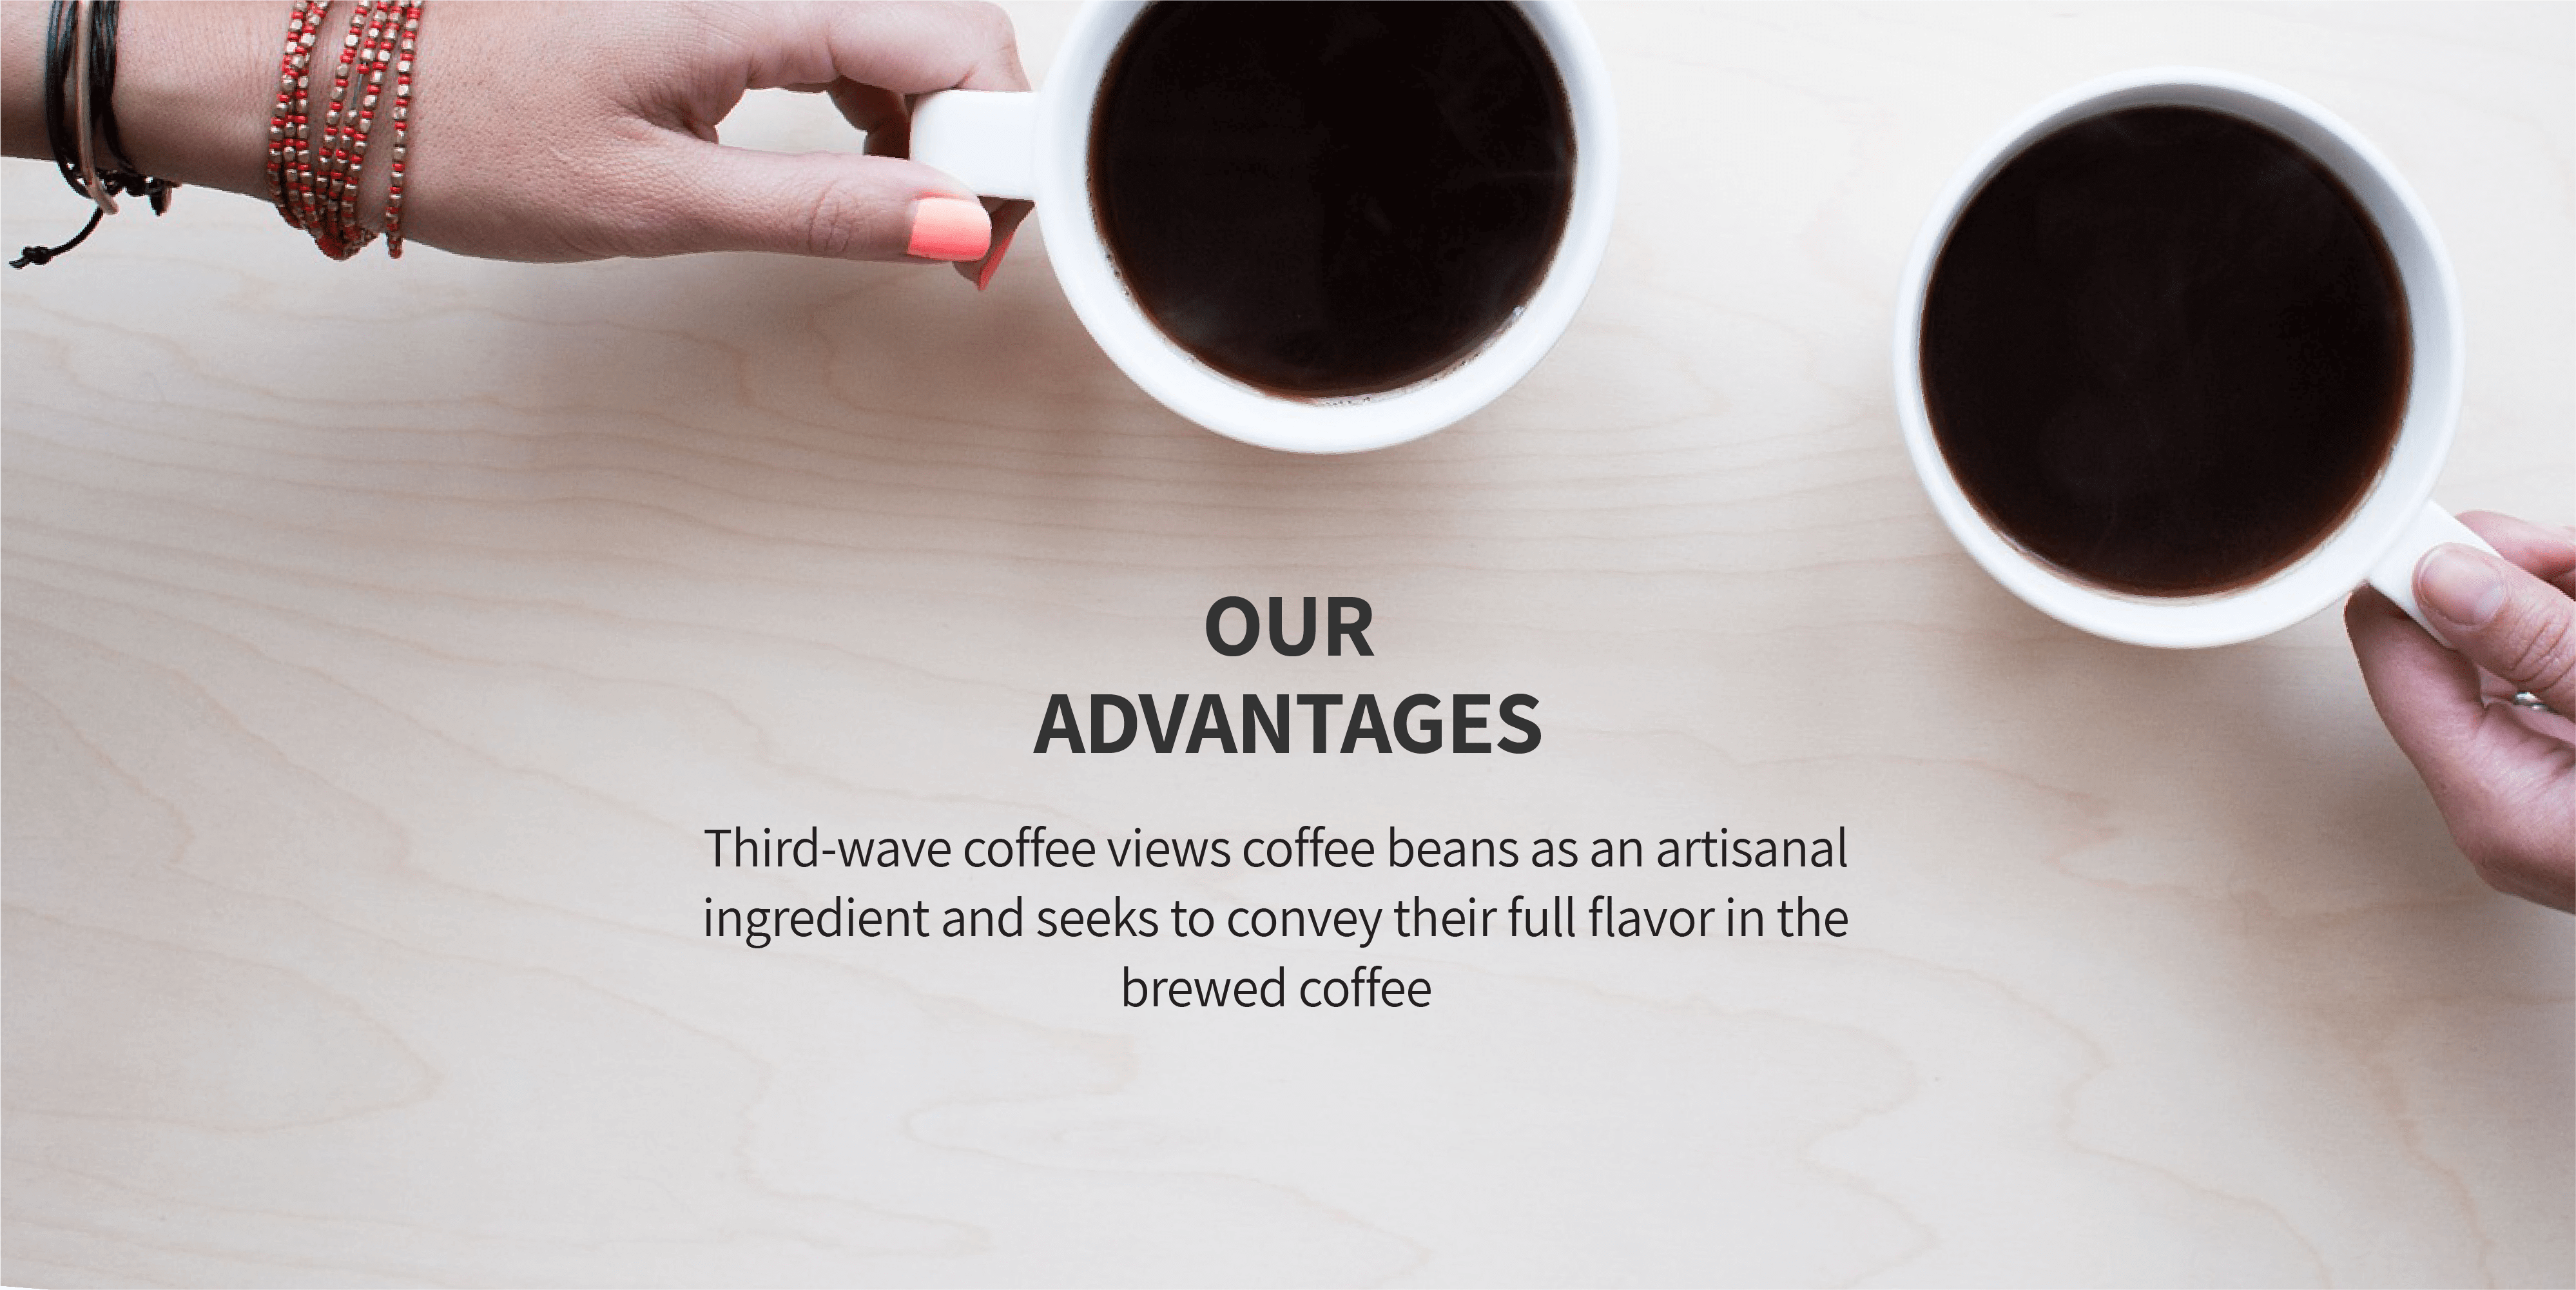 OUR
ADVANTAGES
Third-wave coffee views coffee beans as an artisanal
ingredient and seeks to convey their full flavor in the
brewed coffee